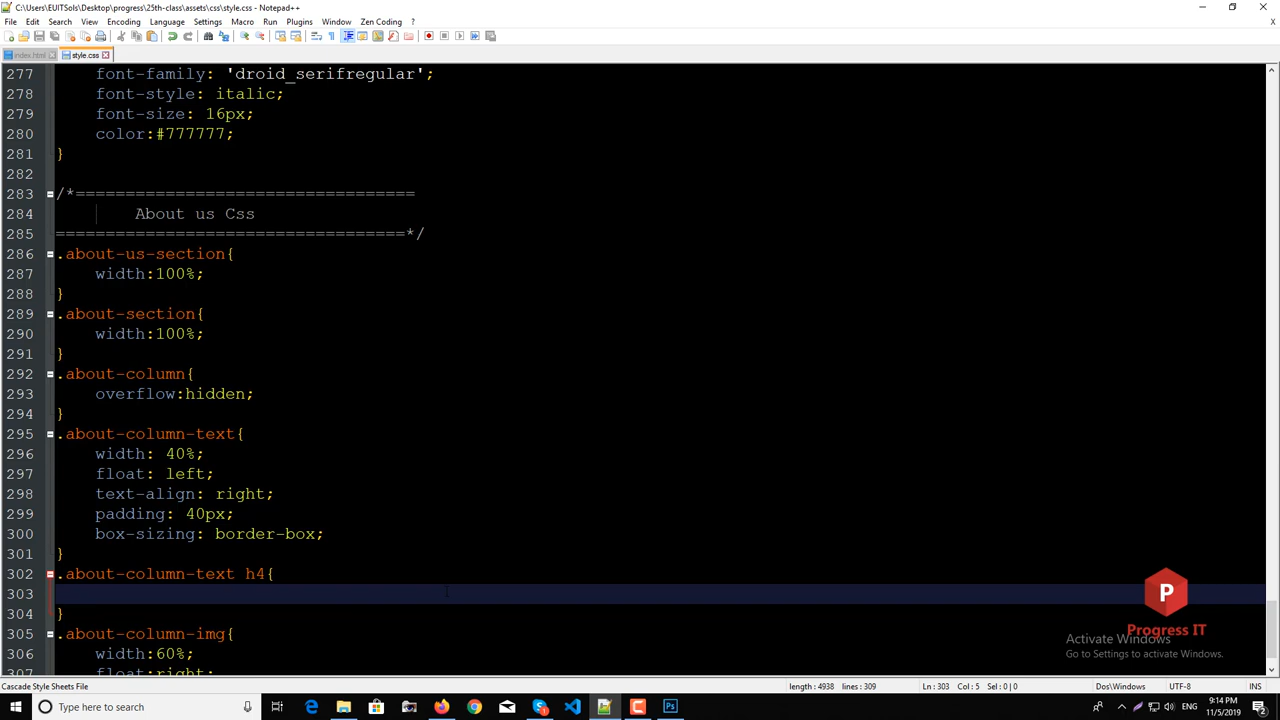 C:\Users\EUITSols\Desktop\progress\25th-class\assets\css\style.css - Notepad++
File Edit Search View Encoding Language Settings Macro Run Plugins Window Zen Coding ?
index.html style.css
277 font-family: 'droid_serifregular';
278 font-style: italic;
279 font-size: 16px;
280 color:#777777;
281 }
282
283 /*==================================
284 About us Css
285 ===================================*/
286 .about-us-section{
287 width:100%;
288 }
289 .about-section{
290 width:100%;
291 }
292 .about-column{
293 overflow:hidden;
294 }
295 .about-column-text{
296 width: 40%;
297 float: left;
298 text-align: right;
299 padding: 40px;
300 box-sizing: border-box;
301 }
302 .about-column-text h4{
303
304 }
305 .about-column-img{
306 width:60%;
307 float:right;
P
Progress IT
Activate Windows
Go to Settings to activate Windows.
Cascade Style Sheets File length : 4938 lines : 309 Ln : 303 Col : 5 Sel : 0 | 0 Dos\Windows UTF-8 INS
Type here to search
9:14 PM
11/5/2019
2